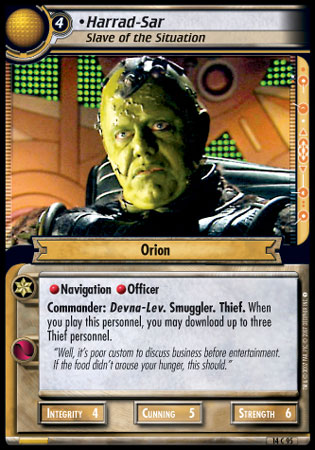 4
•Harrad-Sar
Slave of the Situation
Orion
Navigation Officer
Commander: Devna-Lev. Smuggler. Thief. When
you play this personnel, you may download up to three
Thief personnel.
"Well, it's poor custom to discuss business before entertainment.
If the food didn't arouse your hunger, this should."
INTEGRITY 4
CUNNING 5
STRENGTH 6
14 C 95